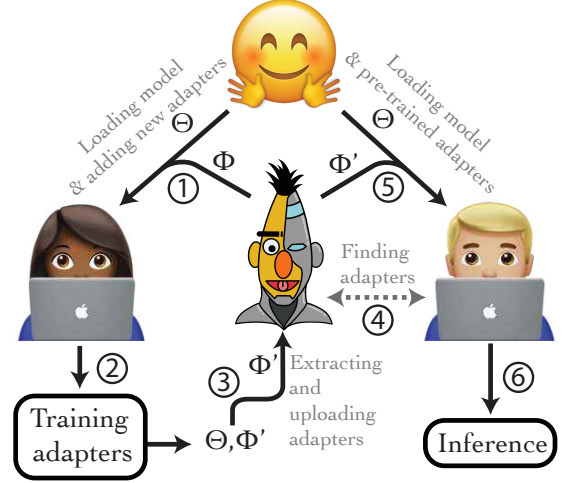 Loading model
& adding new adapters
Θ
Φ
①
Loading model
& pre-trained adapters
Θ
Φ’
⑤
Finding
adapters
④
②
Training
adapters
Θ,Φ’
③
Φ’
Extracting
and
uploading
adapters
⑥
Inference